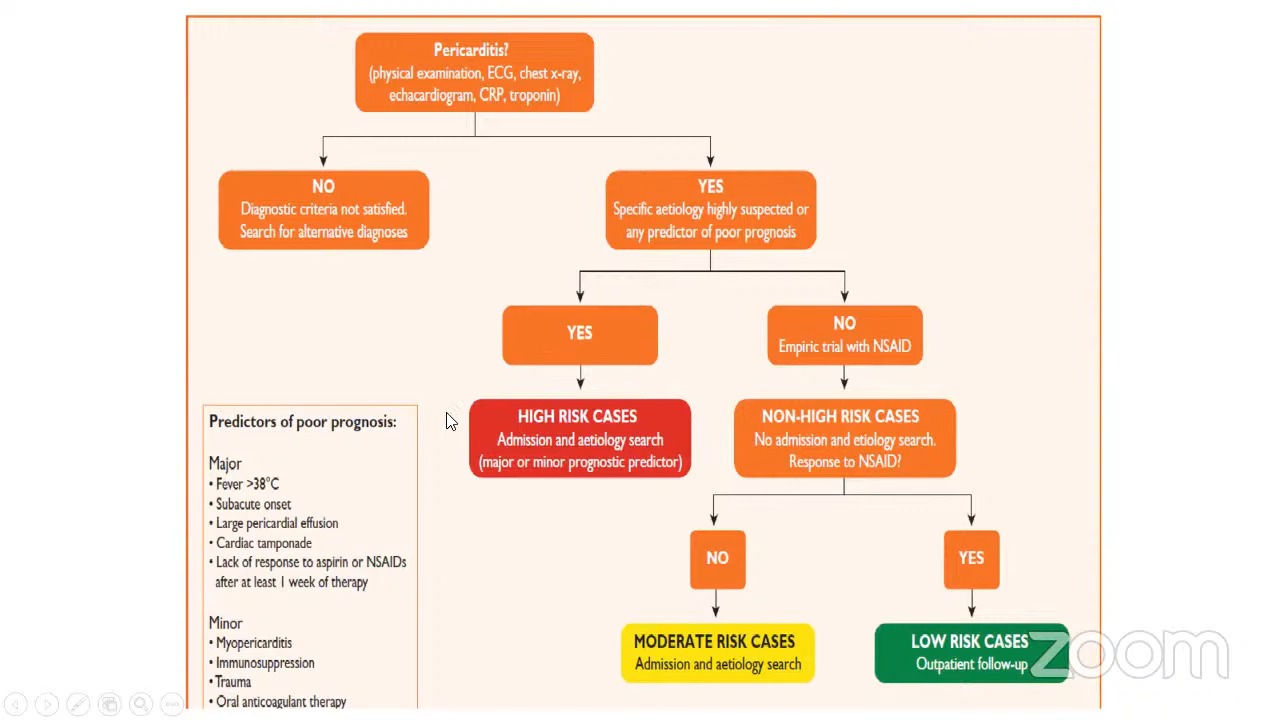 Pericarditis?
(physical examination, ECG, chest x-ray,
echacardiogram, CRP, troponin)
NO
Diagnostic criteria not satisfied.
Search for alternative diagnoses
YES
Specific aetiology highly suspected or
any predictor of poor prognosis
YES
NO
Empiric trial with NSAID
HIGH RISK CASES
Admission and aetiology search
(major or minor prognostic predictor)
NON-HIGH RISK CASES
No admission and etiology search.
Response to NSAID?
NO
YES
MODERATE RISK CASES
Admission and aetiology search
LOW RISK CASES
Outpatient follow-up
Predictors of poor prognosis:
Major
• Fever >38°C
• Subacute onset
• Large pericardial effusion
• Cardiac tamponade
• Lack of response to aspirin or NSAIDs
after at least 1 week of therapy
Minor
• Myopericarditis
• Immunosuppression
• Trauma
• Oral anticoagulant therapy
zoom